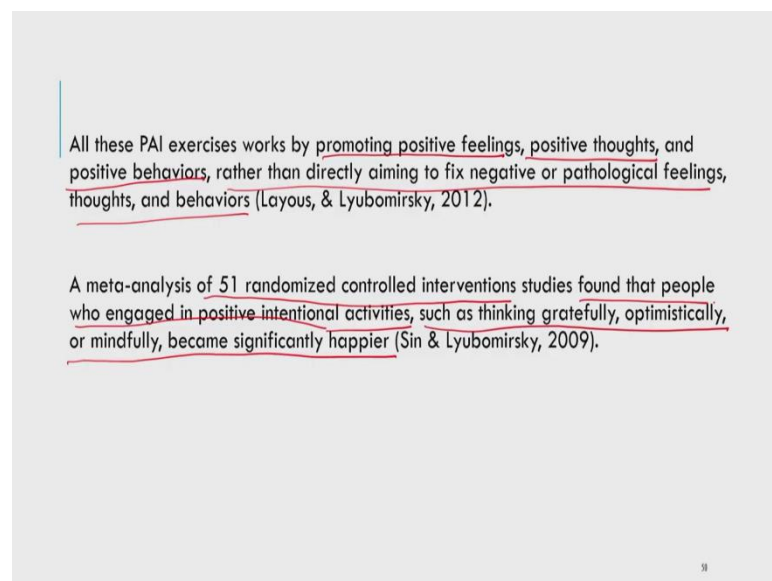 All these PAI exercises works by promoting positive feelings, positive thoughts, and
positive behaviors, rather than directly aiming to fix negative or pathological feelings,
thoughts, and behaviors (Layous, & Lyubomirsky, 2012).
A meta-analysis of 51 randomized controlled interventions studies found that people
who engaged in positive intentional activities, such as thinking gratefully, optimistically,
or mindfully, became significantly happier (Sin & Lyubomirsky, 2009).
50